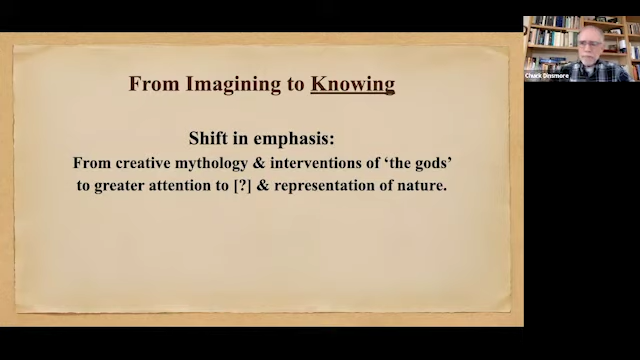 From Imagining to Knowing
Shift in emphasis:
From creative mythology & interventions of ‘the gods’
to greater attention to [?] & representation of nature.
Chuck Dinsmore